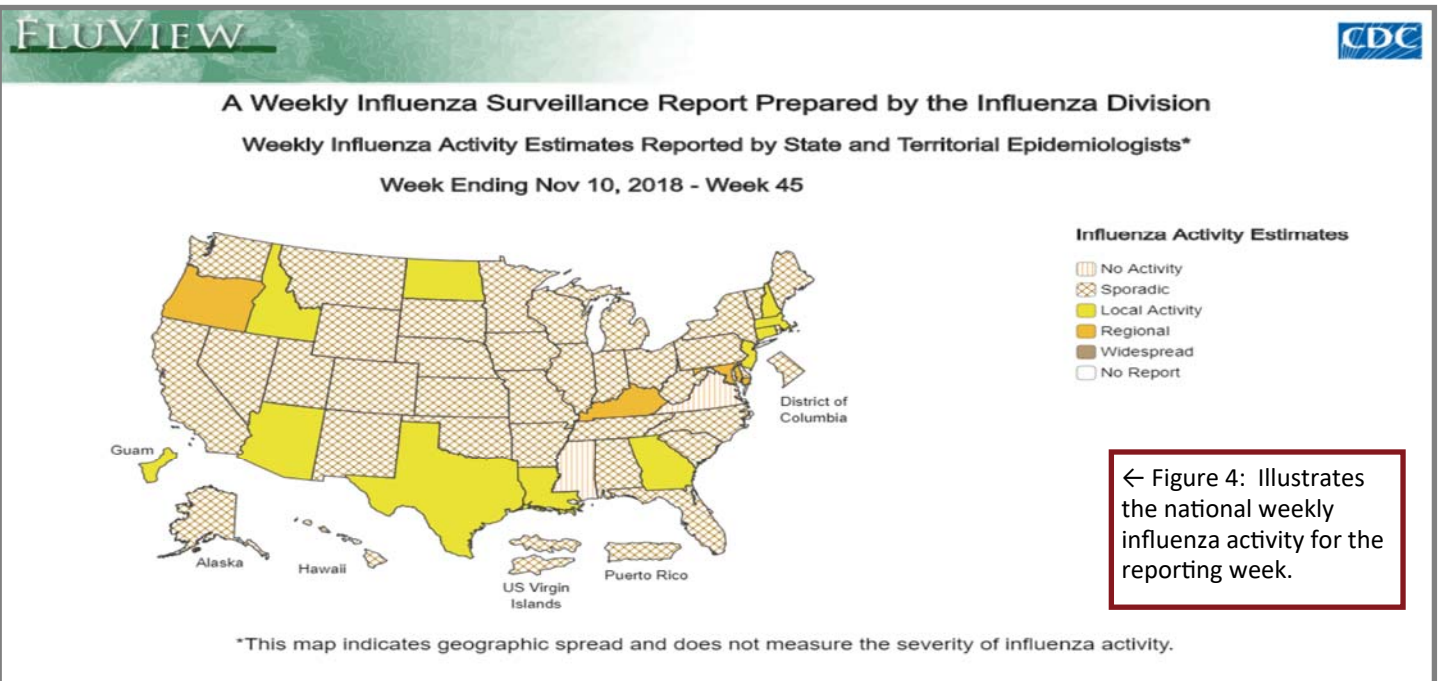 FLUVIEW
CDC
A Weekly Influenza Surveillance Report Prepared by the Influenza Division
Weekly Influenza Activity Estimates Reported by State and Territorial Epidemiologists*
Week Ending Nov 10, 2018 - Week 45
Influenza Activity Estimates
No Activity
Sporadic
Local Activity
Regional
Widespread
No Report
District of
Columbia
Guam
Alaska
Hawaii
US Virgin
Islands
Puerto Rico
← Figure 4: Illustrates
the national weekly
influenza activity for the
reporting week.
*This map indicates geographic spread and does not measure the severity of influenza activity.